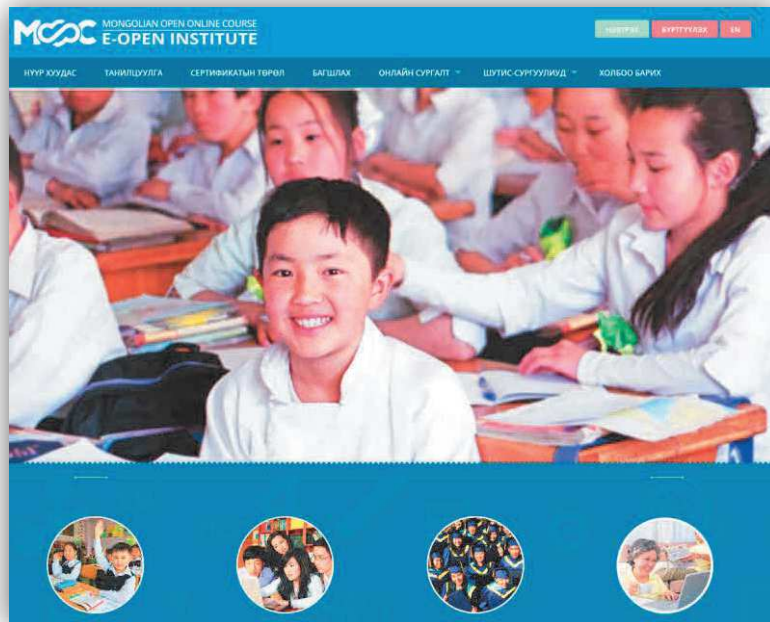 MOOC MONGOLIAN OPEN ONLINE COURSE
E-OPEN INSTITUTE
НЭВТРЭХ БҮРТГҮҮЛЭХ EN
НҮҮР ХУУДАС ТАНИЛЦУУЛГА СЕРТИФИКАТЫН ТӨРӨЛ БАГШЛАХ ОНЛАЙН СУРГАЛТ ШУТИС-СУРГУУЛИУД ХОЛБОО БАРИХ